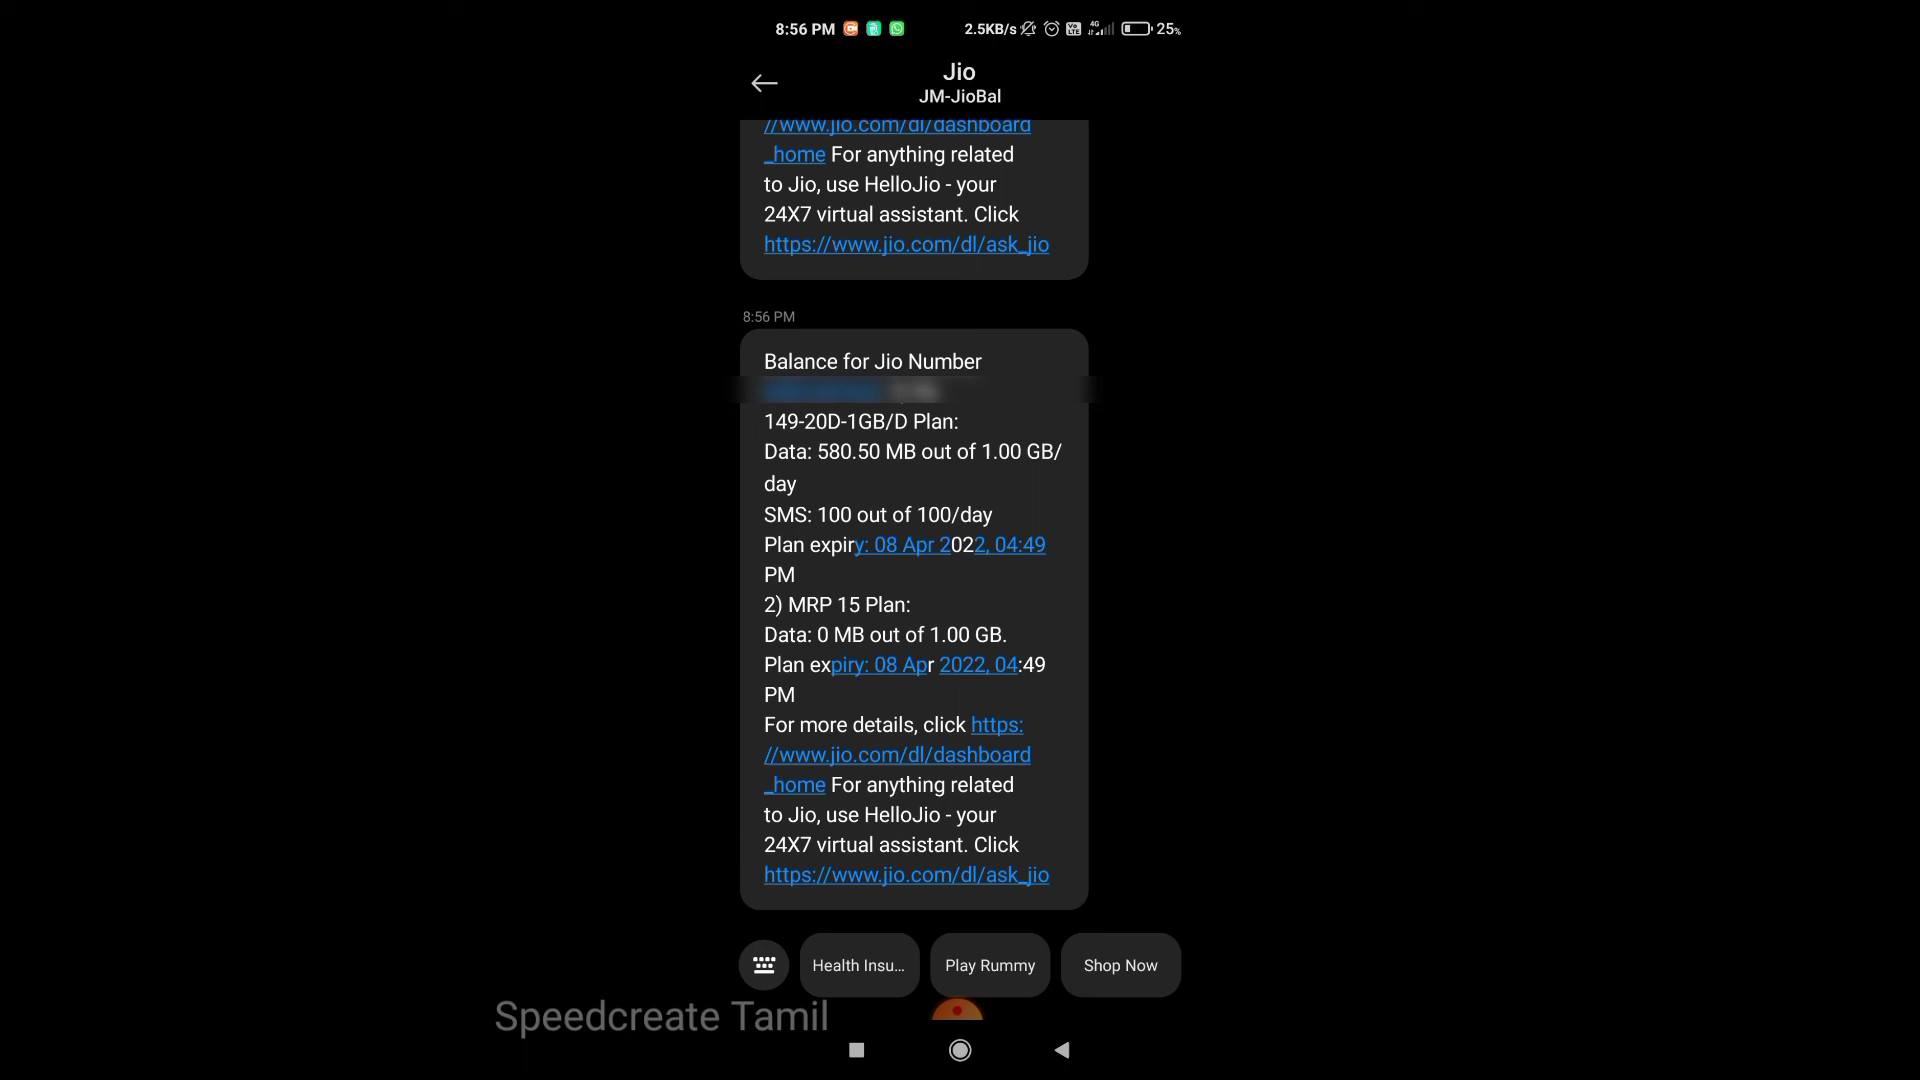 8:56 PM 2.5KB/s 4G 25%
Jio
JM-JioBal
//www.jio.com/dl/dashboard
_home For anything related
to Jio, use HelloJio - your
24X7 virtual assistant. Click
https://www.jio.com/dl/ask_jio
8:56 PM
Balance for Jio Number
149-20D-1GB/D Plan:
Data: 580.50 MB out of 1.00 GB/
day
SMS: 100 out of 100/day
Plan expiry: 08 Apr 2022, 04:49
PM
2) MRP 15 Plan:
Data: 0 MB out of 1.00 GB.
Plan expiry: 08 Apr 2022, 04:49
PM
For more details, click https:
//www.jio.com/dl/dashboard
_home For anything related
to Jio, use HelloJio - your
24X7 virtual assistant. Click
https://www.jio.com/dl/ask_jio
Health Insu... Play Rummy Shop Now
Speedcreate Tamil